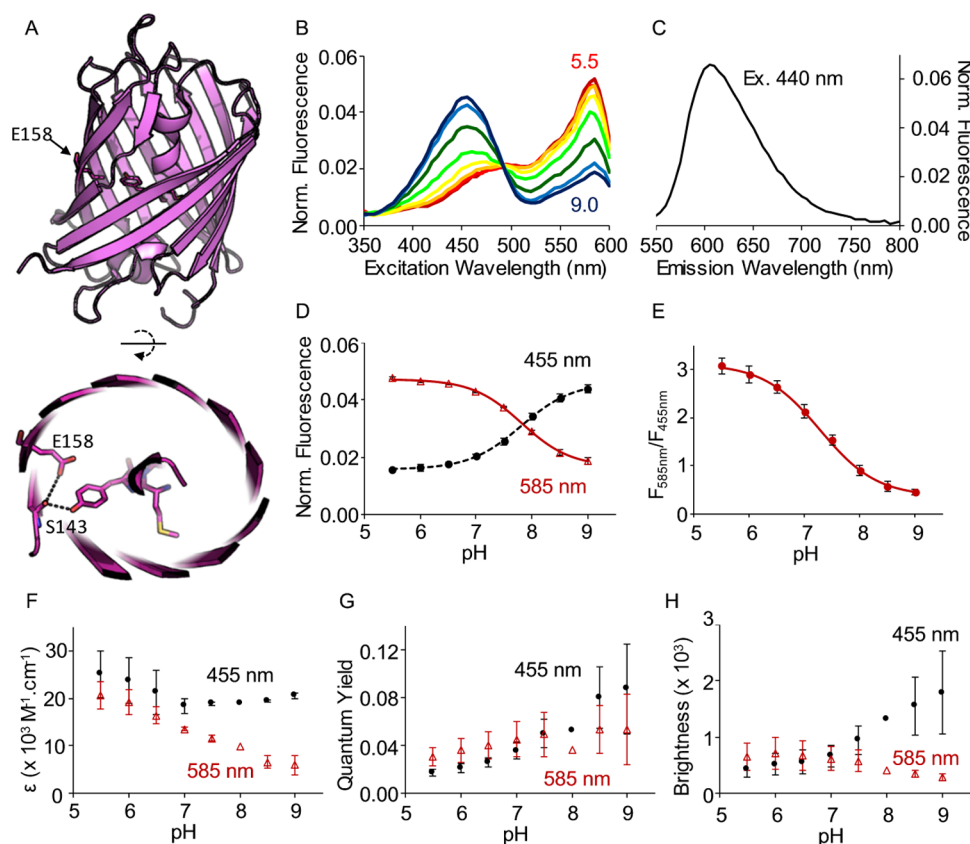 A
E158
E158
S143
B
Norm. Fluorescence
0.06
0.04
0.02
0.00
5.5
9.0
350 400 450 500 550 600
Excitation Wavelength (nm)
C
Ex. 440 nm
0.06
0.04
0.02
0.00
Norm. Fluorescence
550 600 650 700 750 800
Emission Wavelength (nm)
D
Norm. Fluorescence
0.06
0.04
0.02
0.00
455 nm
585 nm
5 6 7 8 9
pH
E
F585nm/F455nm
3
2
1
0
5 6 7 8 9
pH
F
ε (x 10³ M⁻¹.cm⁻¹)
30
20
10
0
455 nm
585 nm
5 6 7 8 9
pH
G
Quantum Yield
0.12
0.08
0.04
0.00
455 nm
585 nm
5 6 7 8 9
pH
H
Brightness (x 10³)
3
2
1
0
455 nm
585 nm
5 6 7 8 9
pH